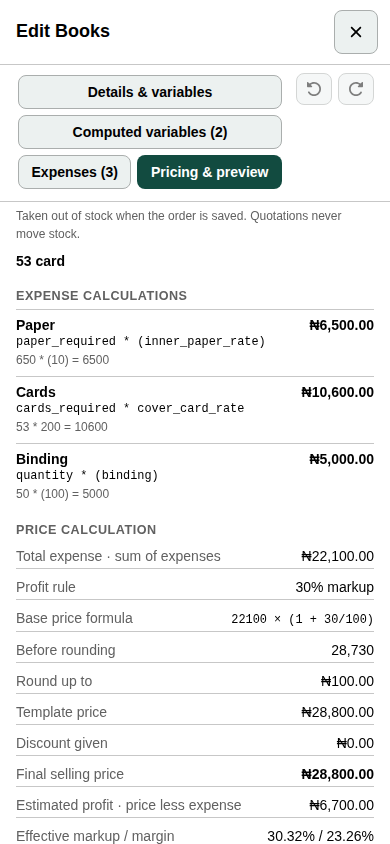 Edit Books
Details & variables
Computed variables (2)
Expenses (3) Pricing & preview
Taken out of stock when the order is saved. Quotations never
move stock.
53 card
EXPENSE CALCULATIONS
Paper ₦6,500.00
paper_required * (inner_paper_rate)
650 * (10) = 6500
Cards ₦10,600.00
cards_required * cover_card_rate
53 * 200 = 10600
Binding ₦5,000.00
quantity * (binding)
50 * (100) = 5000
PRICE CALCULATION
Total expense · sum of expenses ₦22,100.00
Profit rule 30% markup
Base price formula 22100 × (1 + 30/100)
Before rounding 28,730
Round up to ₦100.00
Template price ₦28,800.00
Discount given ₦0.00
Final selling price ₦28,800.00
Estimated profit · price less expense ₦6,700.00
Effective markup / margin 30.32% / 23.26%